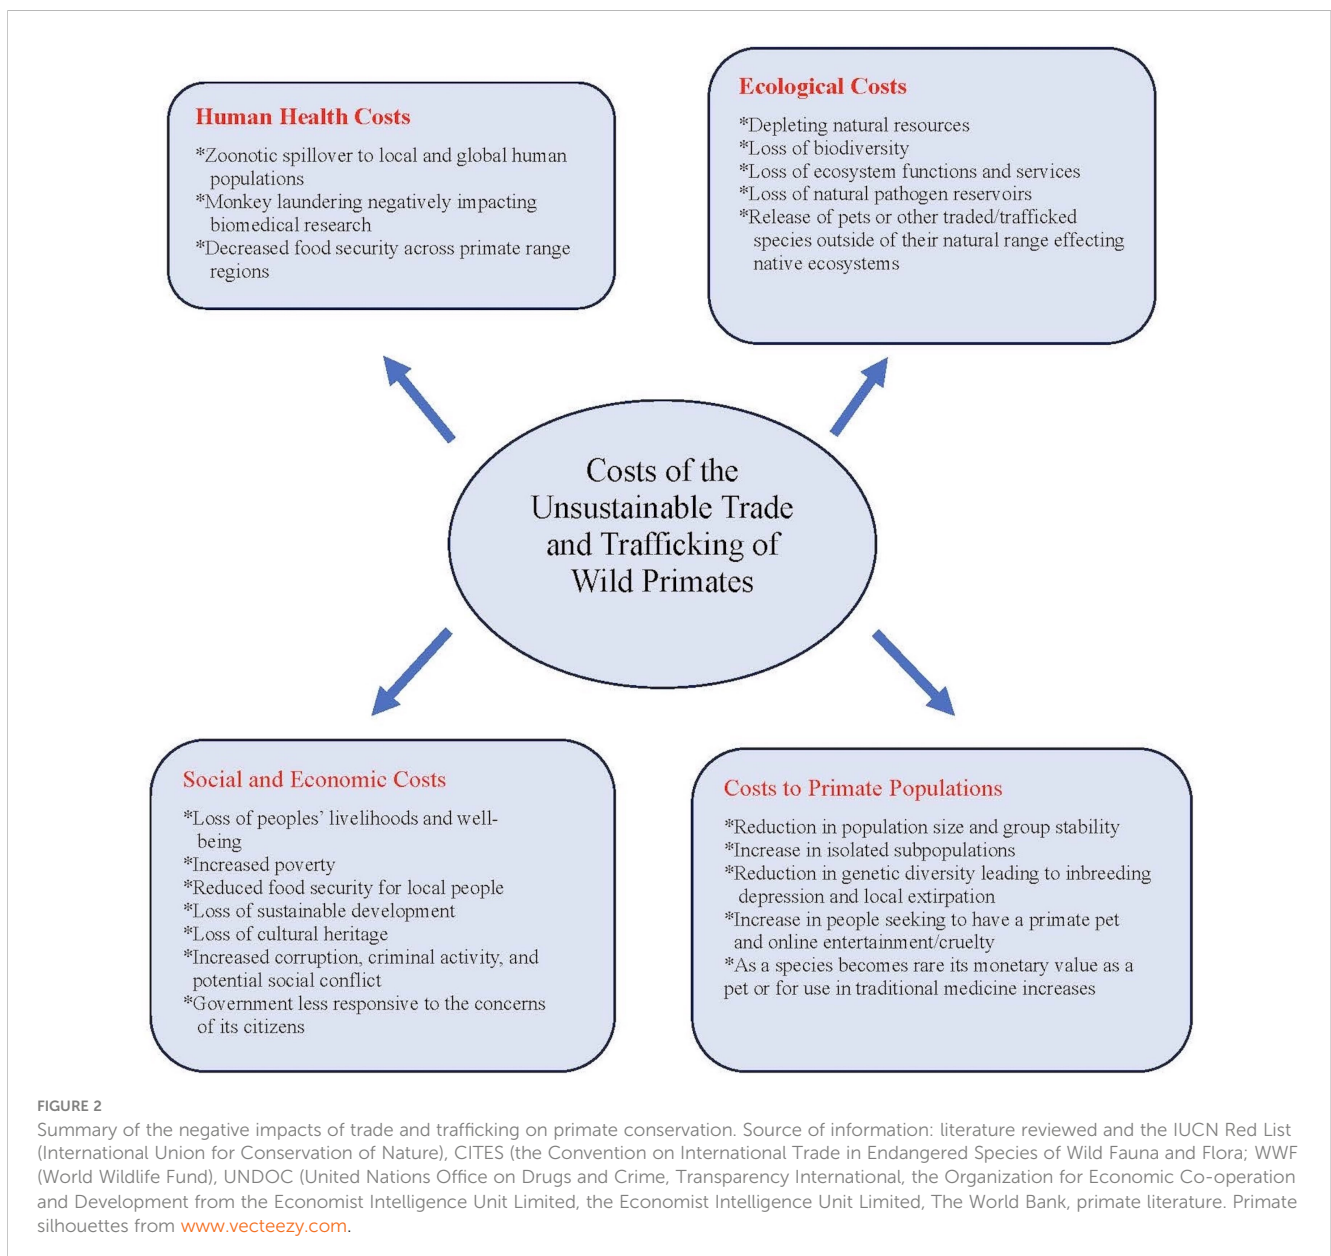 Human Health Costs
*Zoonotic spillover to local and global human
populations
*Monkey laundering negatively impacting
biomedical research
*Decreased food security across primate range
regions
Ecological Costs
*Depleting natural resources
*Loss of biodiversity
*Loss of ecosystem functions and services
*Loss of natural pathogen reservoirs
*Release of pets or other traded/trafficked
species outside of their natural range effecting
native ecosystems
Costs of the
Unsustainable Trade
and Trafficking of
Wild Primates
Social and Economic Costs
*Loss of peoples’ livelihoods and well-
being
*Increased poverty
*Reduced food security for local people
*Loss of sustainable development
*Loss of cultural heritage
*Increased corruption, criminal activity, and
potential social conflict
*Government less responsive to the concerns
of its citizens
Costs to Primate Populations
*Reduction in population size and group stability
*Increase in isolated subpopulations
*Reduction in genetic diversity leading to inbreeding
depression and local extirpation
*Increase in people seeking to have a primate pet
and online entertainment/cruelty
*As a species becomes rare its monetary value as a
pet or for use in traditional medicine increases
FIGURE 2
Summary of the negative impacts of trade and trafficking on primate conservation. Source of information: literature reviewed and the IUCN Red List
(International Union for Conservation of Nature), CITES (the Convention on International Trade in Endangered Species of Wild Fauna and Flora; WWF
(World Wildlife Fund), UNDOC (United Nations Office on Drugs and Crime, Transparency International, the Organization for Economic Co-operation
and Development from the Economist Intelligence Unit Limited, the Economist Intelligence Unit Limited, The World Bank, primate literature. Primate
silhouettes from www.vecteezy.com.